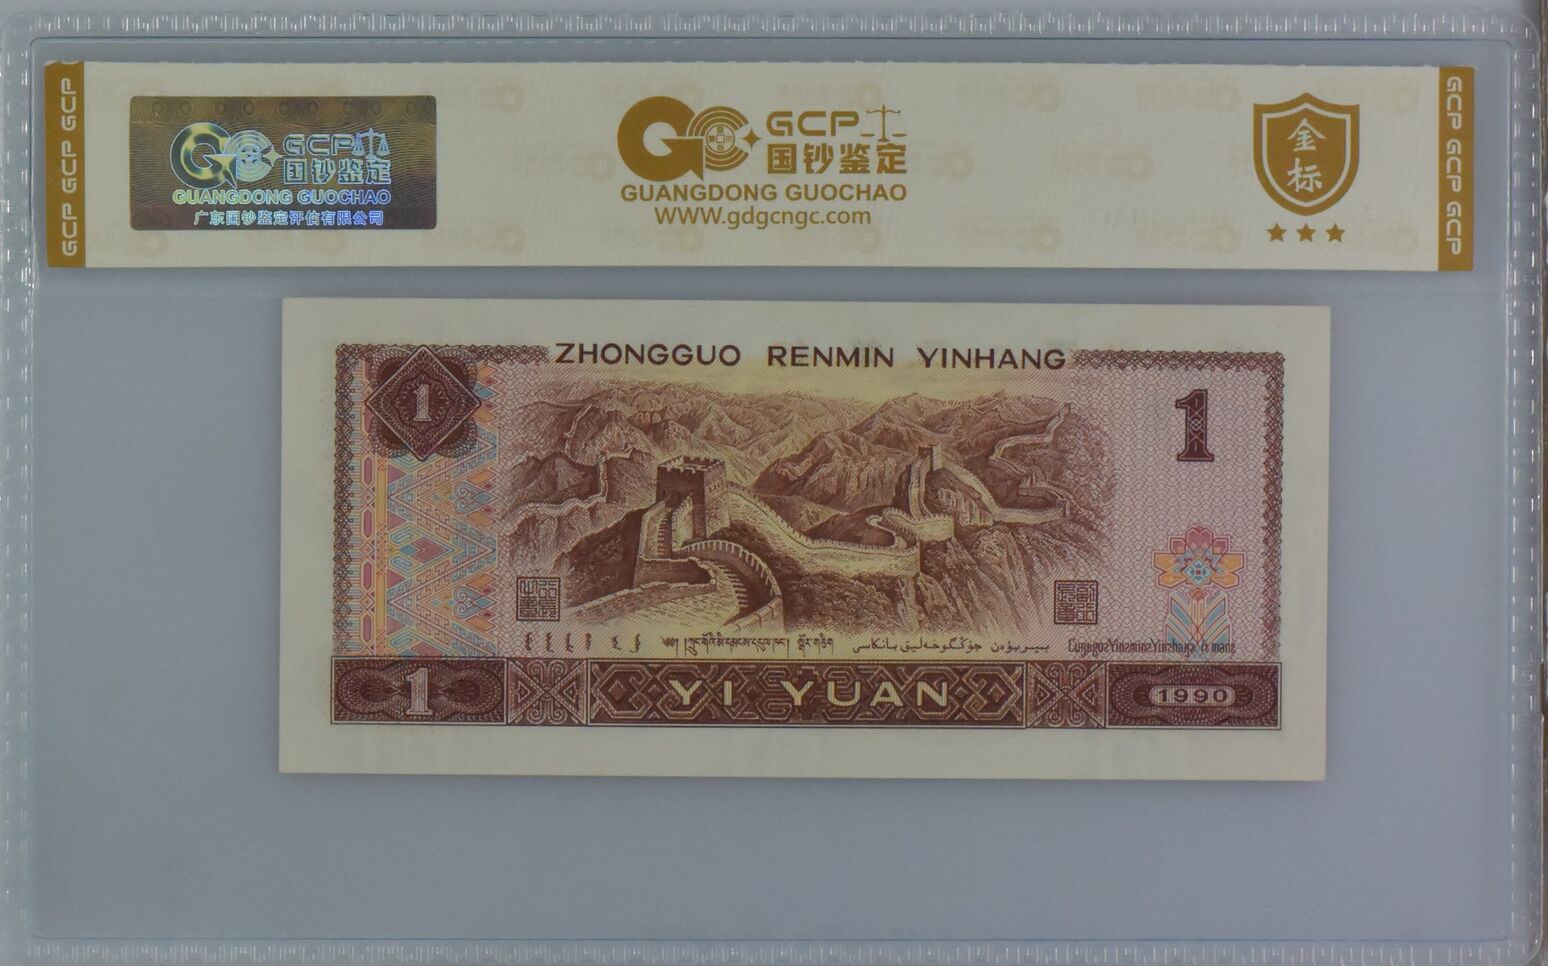 GCP GCP GCP
GCP
国钞鉴定
GUANGDONG GUOCHAO
广东国钞鉴定评估有限公司
GCP
国钞鉴定
GUANGDONG GUOCHAO
WWW.gdgcngc.com
金
标
GCP GCP GCP
ZHONGGUO RENMIN YINHANG
1
1
1 YI YUAN 1990